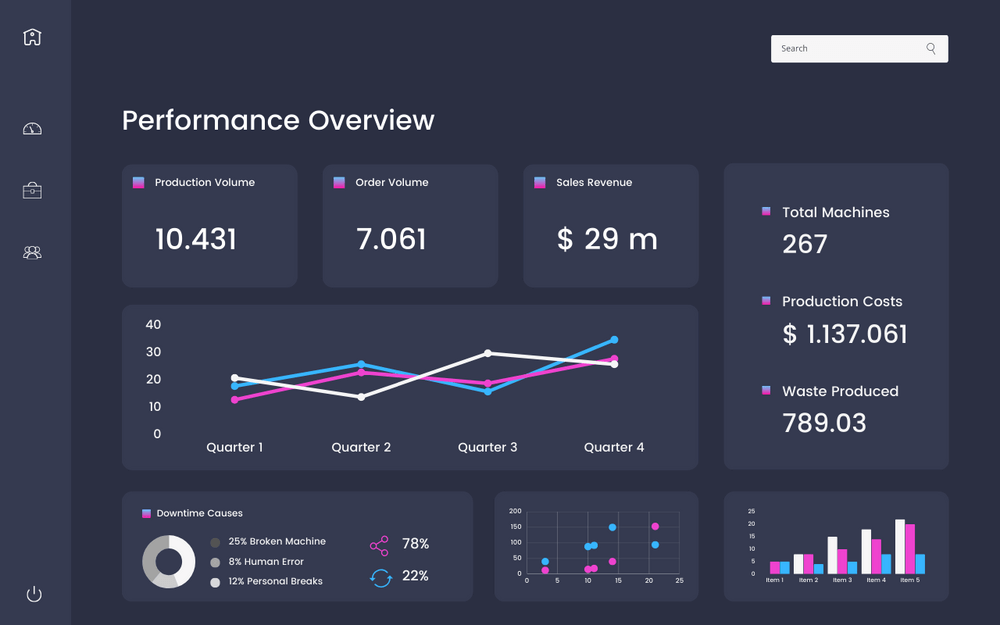 Search
Performance Overview
Production Volume
10.431
Order Volume
7.061
Sales Revenue
$ 29 m
Total Machines
267
Production Costs
$ 1.137.061
Waste Produced
789.03
40
30
20
10
0
Quarter 1 Quarter 2 Quarter 3 Quarter 4
Downtime Causes
25% Broken Machine
8% Human Error
12% Personal Breaks
78%
22%
200
150
100
50
0
0 5 10 15 20 25
25
20
15
10
5
0
Item 1 Item 2 Item 3 Item 4 Item 5